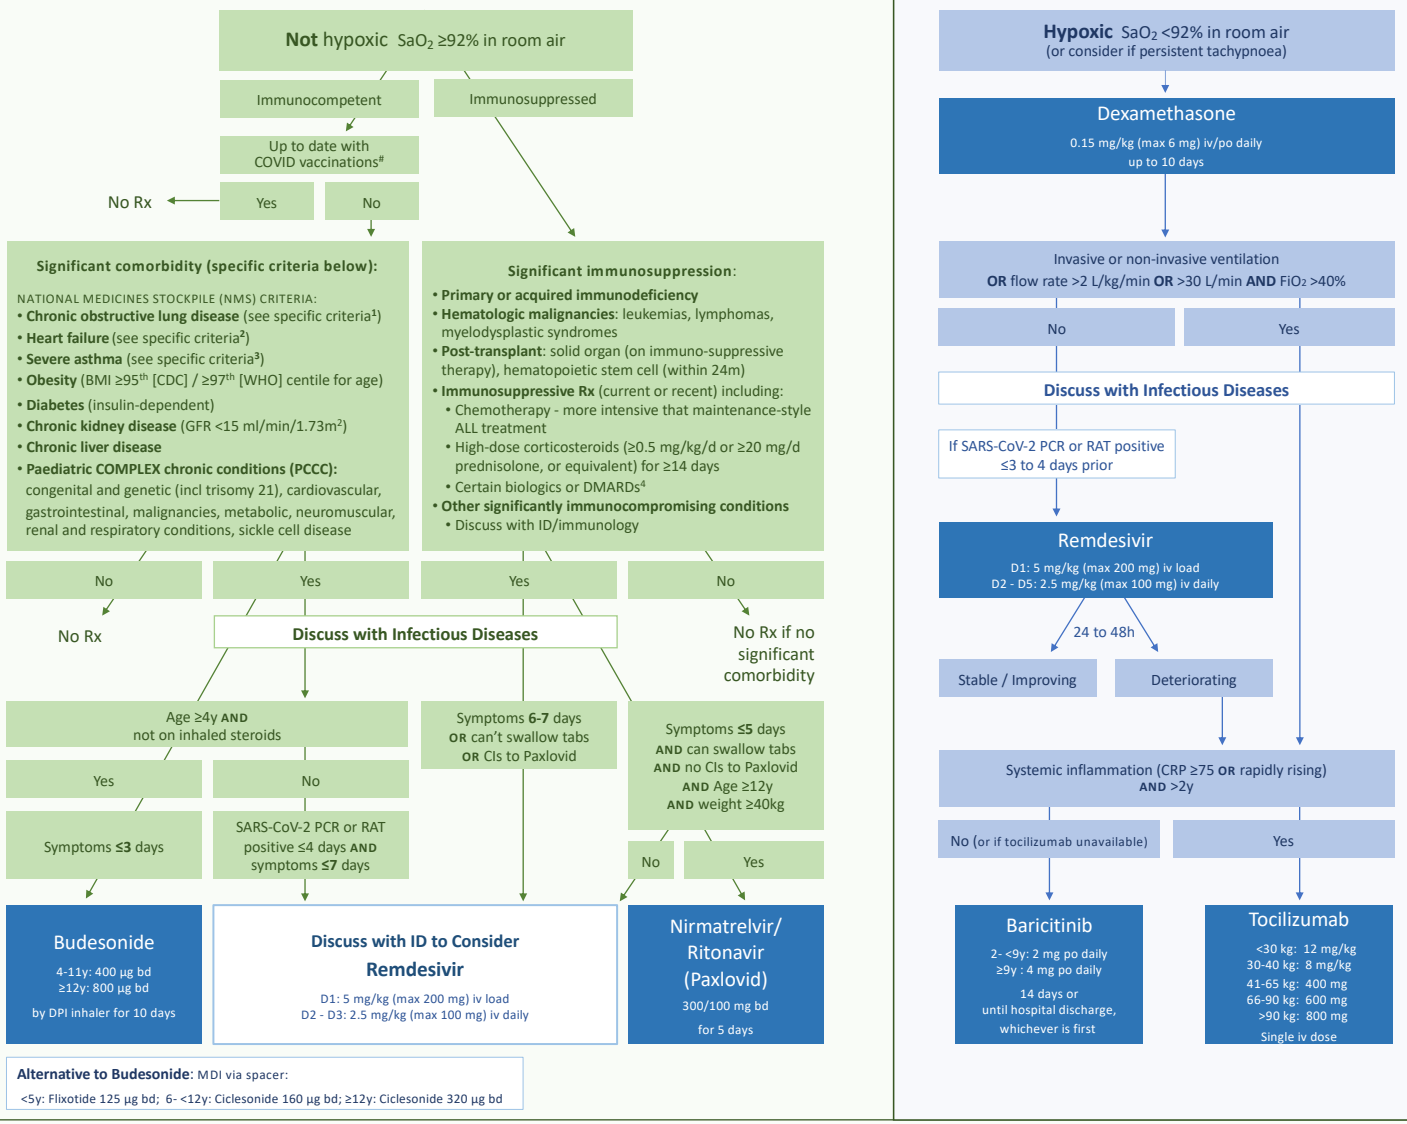 Not hypoxic SaO₂ ≥92% in room air
Immunocompetent
Immunosuppressed
Up to date with
COVID vaccinations#
No Rx
Yes
No
Significant comorbidity (specific criteria below):
NATIONAL MEDICINES STOCKPILE (NMS) CRITERIA:
• Chronic obstructive lung disease (see specific criteria¹)
• Heart failure (see specific criteria²)
• Severe asthma (see specific criteria³)
• Obesity (BMI ≥95th [CDC] / ≥97th [WHO] centile for age)
• Diabetes (insulin-dependent)
• Chronic kidney disease (GFR <15 ml/min/1.73m²)
• Chronic liver disease
• Paediatric COMPLEX chronic conditions (PCCC):
congenital and genetic (incl trisomy 21), cardiovascular,
gastrointestinal, malignancies, metabolic, neuromuscular,
renal and respiratory conditions, sickle cell disease
Significant immunosuppression:
• Primary or acquired immunodeficiency
• Hematologic malignancies: leukemias, lymphomas,
myelodysplastic syndromes
• Post-transplant: solid organ (on immuno-suppressive
therapy), hematopoietic stem cell (within 24m)
• Immunosuppressive Rx (current or recent) including:
• Chemotherapy - more intensive that maintenance-style
ALL treatment
• High-dose corticosteroids (≥0.5 mg/kg/d or ≥20 mg/d
prednisolone, or equivalent) for ≥14 days
• Certain biologics or DMARDs⁴
• Other significantly immunocompromising conditions
• Discuss with ID/immunology
No
Yes
Yes
No
No Rx
Discuss with Infectious Diseases
No Rx if no
significant
comorbidity
Age ≥4y AND
not on inhaled steroids
Yes
No
Symptoms ≤3 days
SARS-CoV-2 PCR or RAT
positive ≤4 days AND
symptoms ≤7 days
Symptoms 6-7 days
OR can't swallow tabs
OR CIs to Paxlovid
Symptoms ≤5 days
AND can swallow tabs
AND no CIs to Paxlovid
AND Age ≥12y
AND weight ≥40kg
No
Yes
Budesonide
4-11y: 400 µg bd
≥12y: 800 µg bd
by DPI inhaler for 10 days
Discuss with ID to Consider
Remdesivir
D1: 5 mg/kg (max 200 mg) iv load
D2 - D3: 2.5 mg/kg (max 100 mg) iv daily
Nirmatrelvir/
Ritonavir
(Paxlovid)
300/100 mg bd
for 5 days
Alternative to Budesonide: MDI via spacer:
<5y: Flixotide 125 µg bd; 6- <12y: Ciclesonide 160 µg bd; ≥12y: Ciclesonide 320 µg bd
Hypoxic SaO₂ <92% in room air
(or consider if persistent tachypnoea)
Dexamethasone
0.15 mg/kg (max 6 mg) iv/po daily
up to 10 days
Invasive or non-invasive ventilation
OR flow rate >2 L/kg/min OR >30 L/min AND FiO₂ >40%
No
Yes
Discuss with Infectious Diseases
If SARS-CoV-2 PCR or RAT positive
≤3 to 4 days prior
Remdesivir
D1: 5 mg/kg (max 200 mg) iv load
D2 - D5: 2.5 mg/kg (max 100 mg) iv daily
24 to 48h
Stable / Improving
Deteriorating
Systemic inflammation (CRP ≥75 OR rapidly rising)
AND >2y
No (or if tocilizumab unavailable)
Yes
Baricitinib
2- <9y: 2 mg po daily
≥9y : 4 mg po daily
14 days or
until hospital discharge,
whichever is first
Tocilizumab
<30 kg: 12 mg/kg
30-40 kg: 8 mg/kg
41-65 kg: 400 mg
66-90 kg: 600 mg
>90 kg: 800 mg
Single iv dose